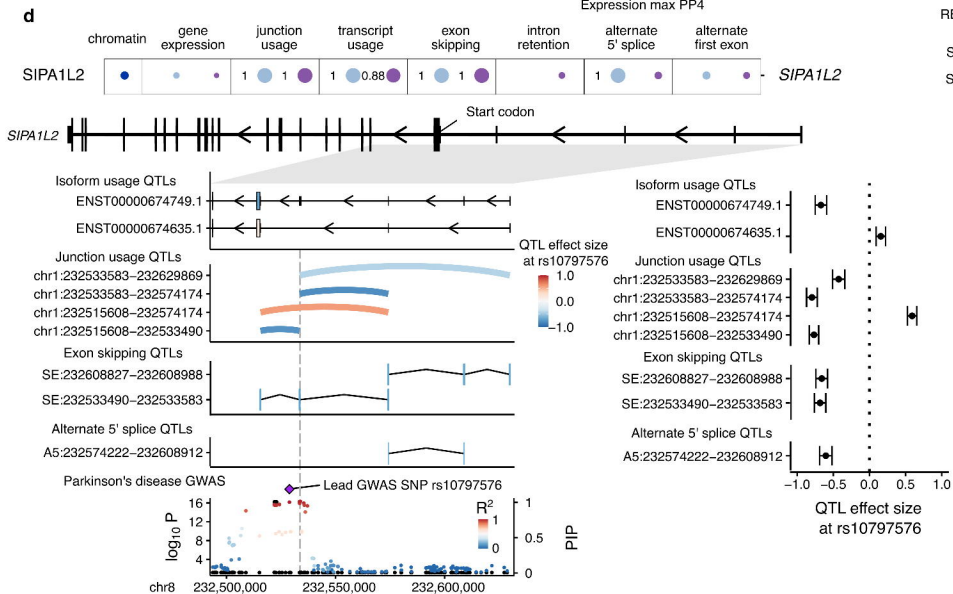 d
Expression max PP4
RE
chromatin
gene expression
junction usage
transcript usage
exon skipping
intron retention
alternate 5' splice
alternate first exon
S
SIPA1L2 1 1 1 0.88 1 1 1 SIPA1L2
S
Start codon
SIPA1L2
Isoform usage QTLs
ENST00000674749.1
ENST00000674635.1
Junction usage QTLs
chr1:232533583−232629869
chr1:232533583−232574174
chr1:232515608−232574174
chr1:232515608−232533490
QTL effect size
at rs10797576
1.0
0.0
−1.0
Exon skipping QTLs
SE:232608827−232608988
SE:232533490−232533583
Alternate 5' splice QTLs
A5:232574222−232608912
Parkinson's disease GWAS
Lead GWAS SNP rs10797576
16
12
8
4
log10 P
R2
1
0
1
0.5
0
PIP
chr8 232,500,000 232,550,000 232,600,000
Isoform usage QTLs
ENST00000674749.1
ENST00000674635.1
Junction usage QTLs
chr1:232533583−232629869
chr1:232533583−232574174
chr1:232515608−232574174
chr1:232515608−232533490
Exon skipping QTLs
SE:232608827−232608988
SE:232533490−232533583
Alternate 5' splice QTLs
A5:232574222−232608912
−1.0 −0.5 0.0 0.5 1.0
QTL effect size
at rs10797576